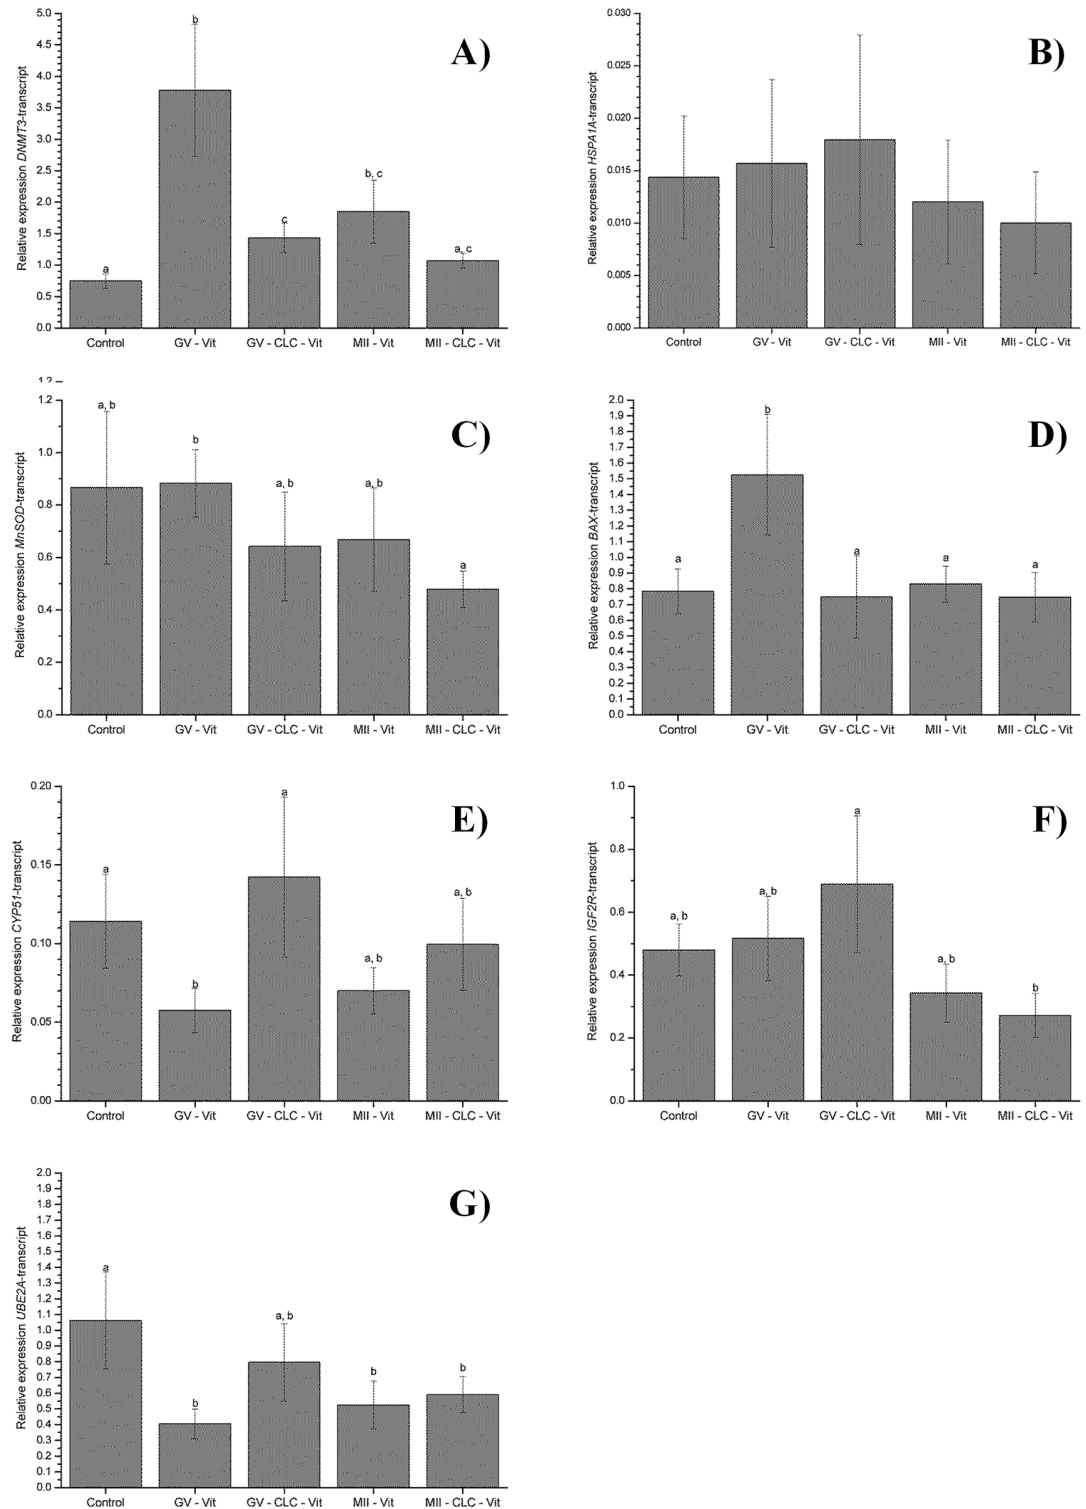 A)
Relative expression DNMT3-transcript
5.0
4.5
4.0
3.5
3.0
2.5
2.0
1.5
1.0
0.5
0.0
a
b
c
b, c
a, c
Control
GV - Vit
GV - CLC - Vit
MII - Vit
MII - CLC - Vit
B)
Relative expression HSPA1A-transcript
0.030
0.025
0.020
0.015
0.010
0.005
0.000
Control
GV - Vit
GV - CLC - Vit
MII - Vit
MII - CLC - Vit
C)
Relative expression MnSOD-transcript
1.2
1.2
1.0
0.8
0.6
0.4
0.2
0.0
a, b
b
a, b
a, b
a
Control
GV - Vit
GV - CLC - Vit
MII - Vit
MII - CLC - Vit
D)
Relative expression BAX-transcript
2.0
1.9
1.8
1.7
1.6
1.5
1.4
1.3
1.2
1.1
1.0
0.9
0.8
0.7
0.6
0.5
0.4
0.3
0.2
0.1
0.0
a
b
a
a
a
Control
GV - Vit
GV - CLC - Vit
MII - Vit
MII - CLC - Vit
E)
Relative expression CYP51-transcript
0.20
0.15
0.10
0.05
0.00
a
b
a
a, b
a, b
Control
GV - Vit
GV - CLC - Vit
MII - Vit
MII - CLC - Vit
F)
Relative expression IGF2R-transcript
1.0
0.8
0.6
0.4
0.2
0.0
a, b
a, b
a
a, b
b
Control
GV - Vit
GV - CLC - Vit
MII - Vit
MII - CLC - Vit
G)
Relative expression UBE2A-transcript
2.0
1.9
1.8
1.7
1.6
1.5
1.4
1.3
1.2
1.1
1.0
0.9
0.8
0.7
0.6
0.5
0.4
0.3
0.2
0.1
0.0
a
b
a, b
b
b
Control
GV - Vit
GV - CLC - Vit
MII - Vit
MII - CLC - Vit